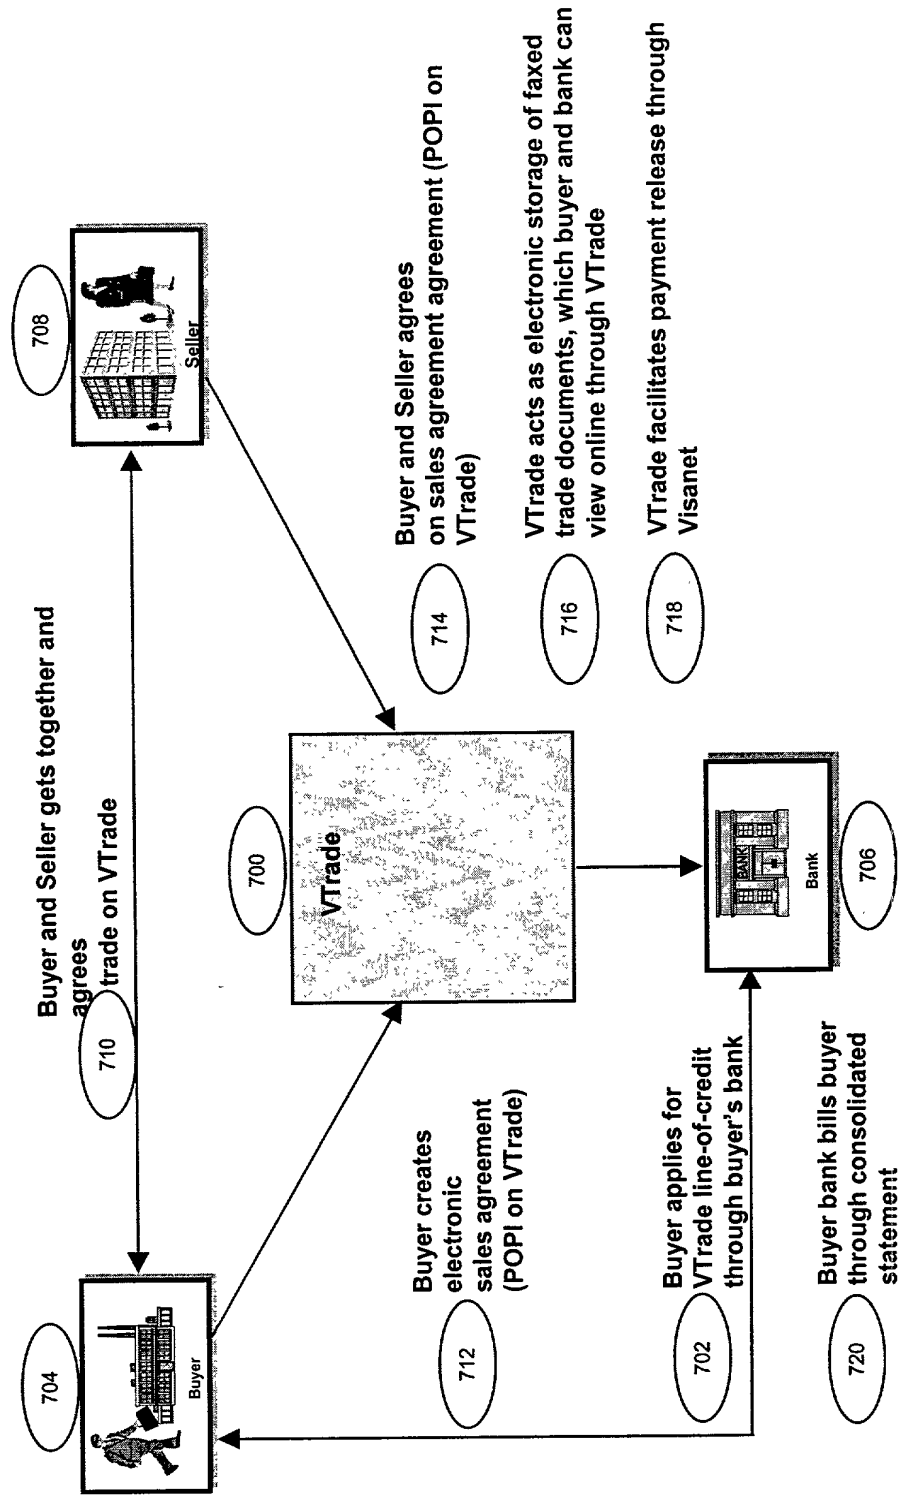 704
Buyer
710
Buyer and Seller gets together and
agrees
trade on VTrade
708
Seller
700
VTrade
712
Buyer creates
electronic
sales agreement
(POPI on VTrade)
714
Buyer and Seller agrees
on sales agreement agreement (POPI on
VTrade)
716
VTrade acts as electronic storage of faxed
trade documents, which buyer and bank can
view online through VTrade
718
VTrade facilitates payment release through
Visanet
702
Buyer applies for
VTrade line-of-credit
through buyer's bank
BANK
Bank
706
720
Buyer bank bills buyer
through consolidated
statement